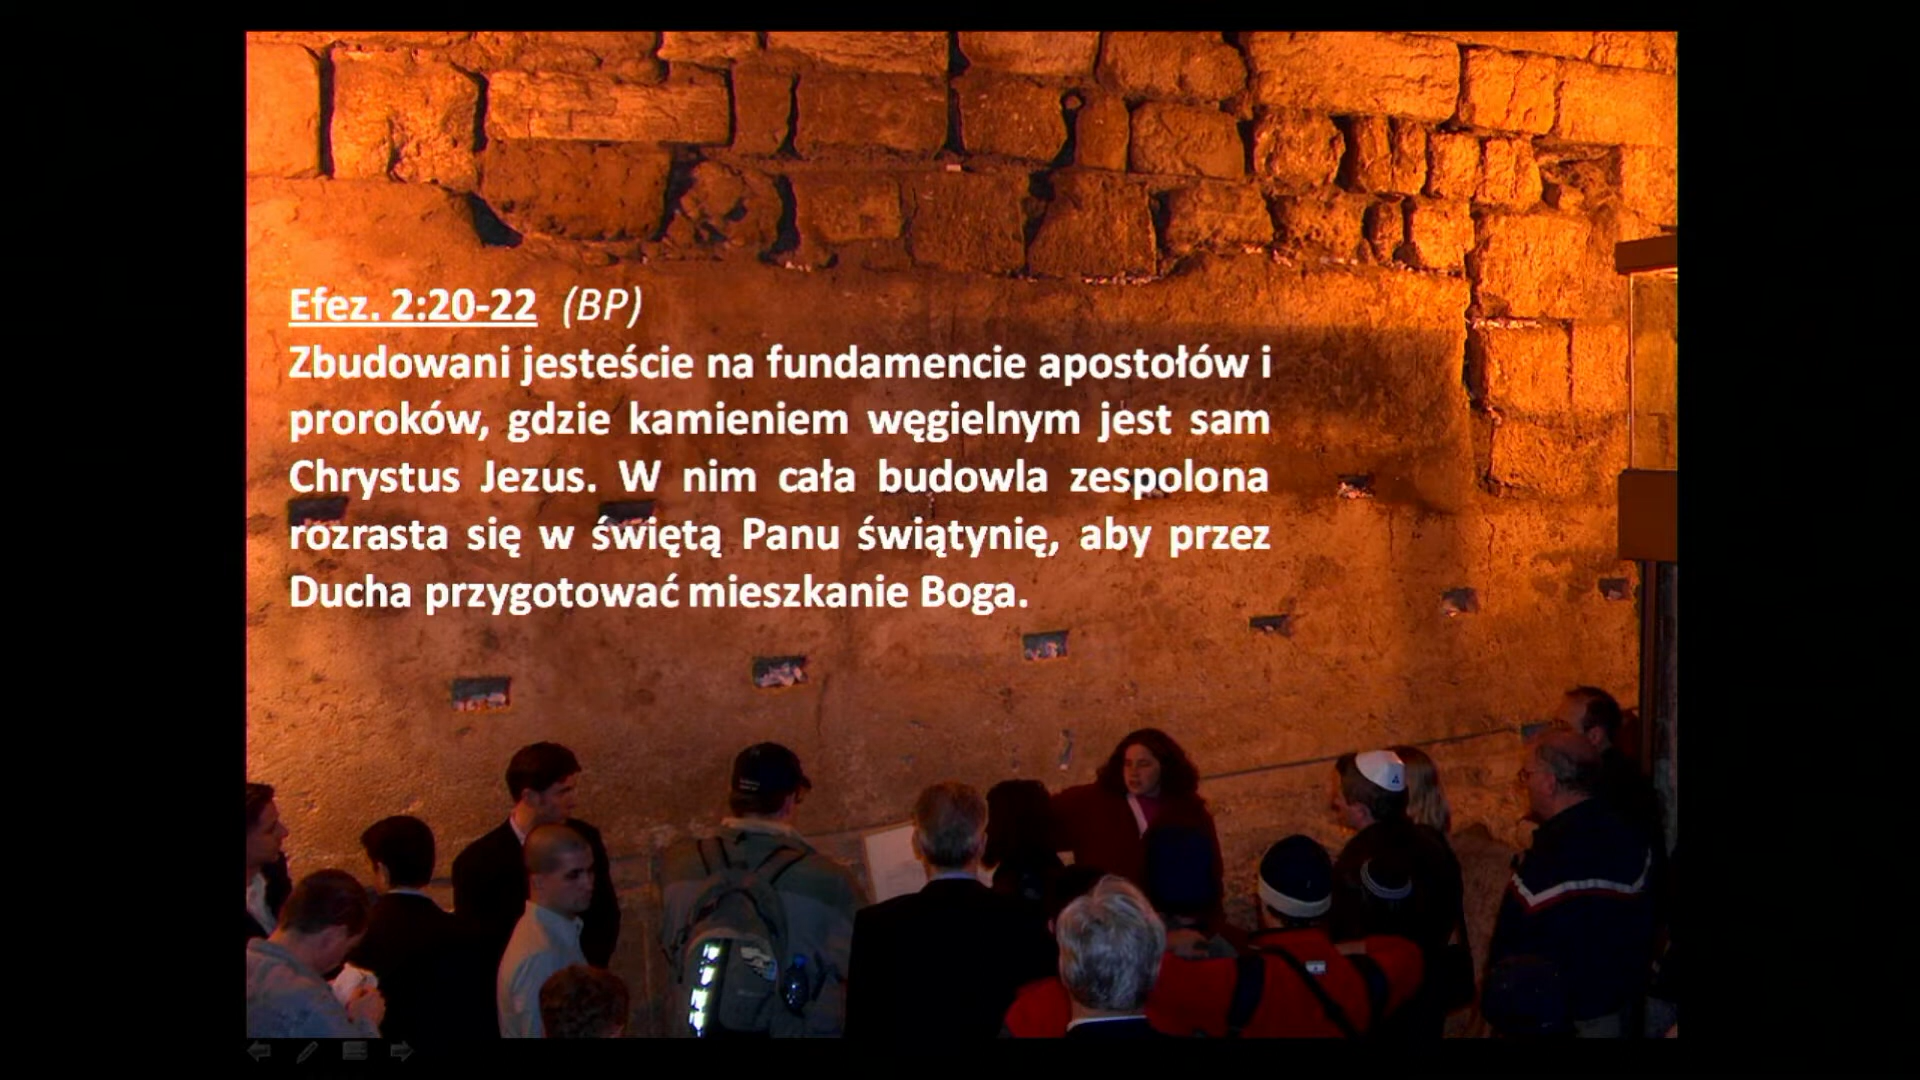 Efez. 2:20-22 (BP)
Zbudowani jesteście na fundamencie apostołów i
proroków, gdzie kamieniem węgielnym jest sam
Chrystus Jezus. W nim cała budowla zespolona
rozrasta się w świętą Panu świątynię, aby przez
Ducha przygotować mieszkanie Boga.